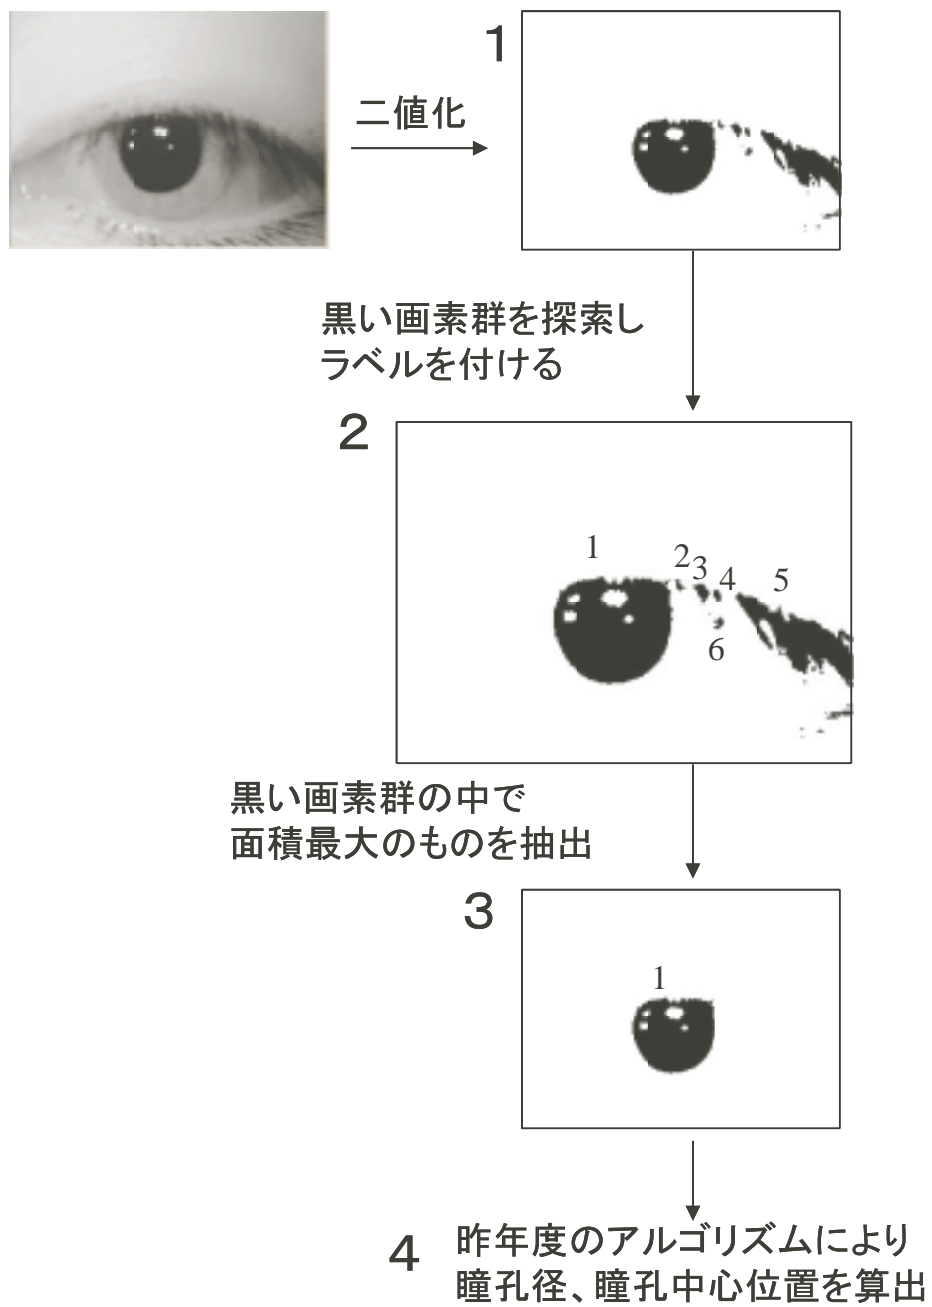 1
二値化
黒い画素群を探索し
ラベルを付ける
2
1
2
3
4
5
6
黒い画素群の中で
面積最大のものを抽出
3
1
4
昨年度のアルゴリズムにより
瞳孔径、瞳孔中心位置を算出